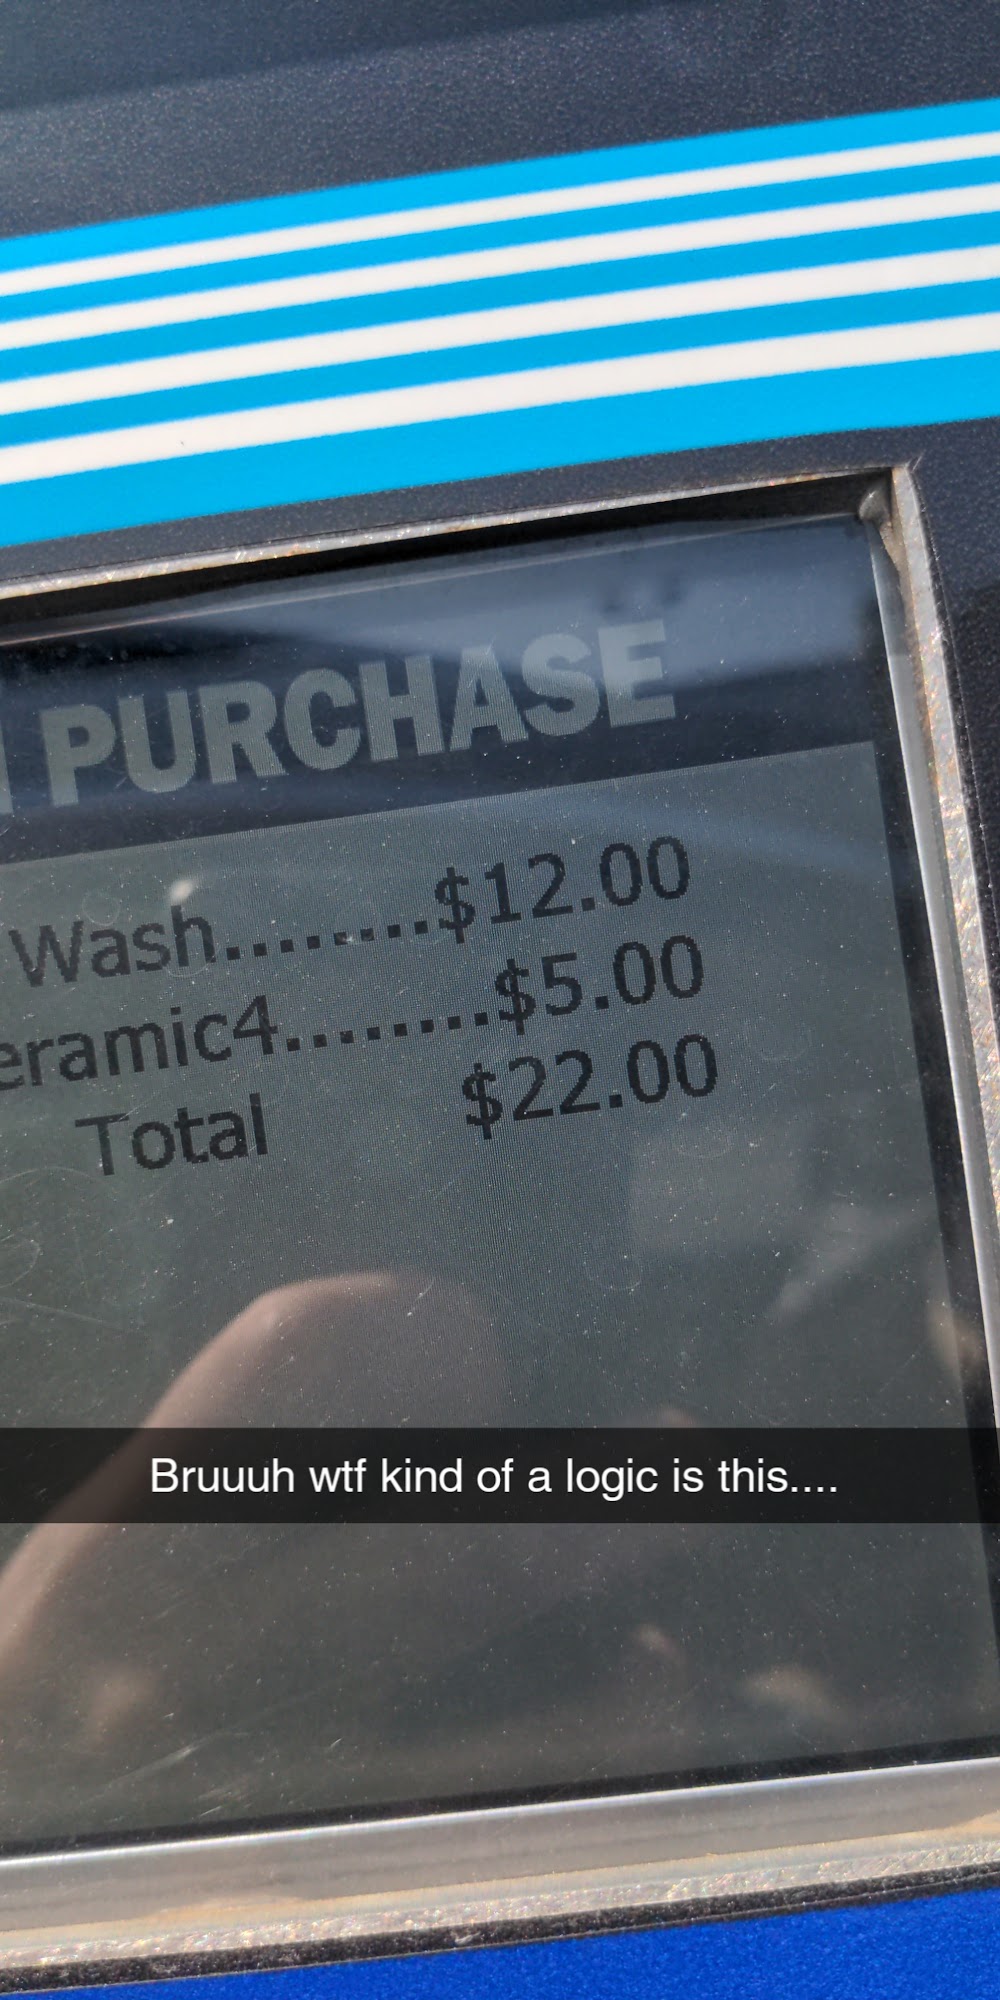 PURCHASE
Wash........$12.00
eramic4........$5.00
Total $22.00
Bruuuh wtf kind of a logic is this....